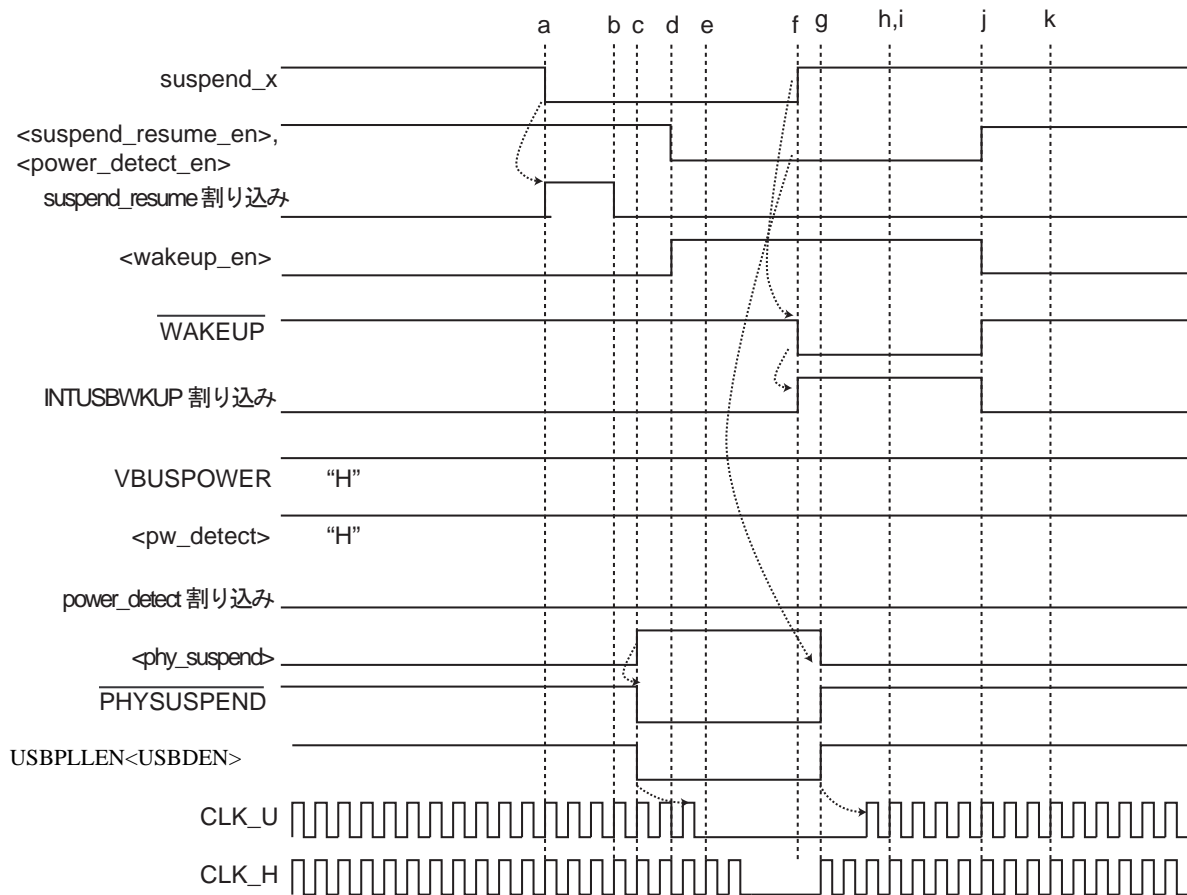 a b c d e f g h,i j k
suspend_x
<suspend_resume_en>,
<power_detect_en>
suspend_resume 割り込み
<wakeup_en>
WAKEUP
INTUSBWKUP 割り込み
VBUSPOWER “H”
<pw_detect> “H”
power_detect 割り込み
<phy_suspend>
PHYSUSPEND
USBPLLEN<USBDEN>
CLK_U
CLK_H